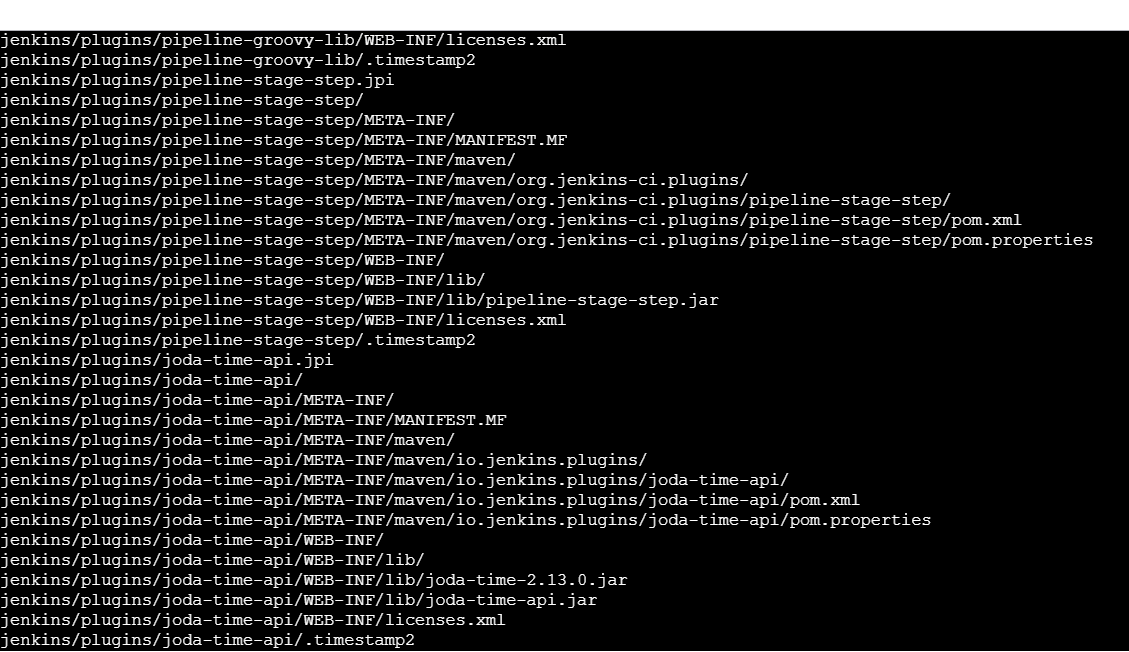 jenkins/plugins/pipeline-groovy-lib/WEB-INF/licenses.xml
jenkins/plugins/pipeline-groovy-lib/.timestamp2
jenkins/plugins/pipeline-stage-step.jpi
jenkins/plugins/pipeline-stage-step/
jenkins/plugins/pipeline-stage-step/META-INF/
jenkins/plugins/pipeline-stage-step/META-INF/MANIFEST.MF
jenkins/plugins/pipeline-stage-step/META-INF/maven/
jenkins/plugins/pipeline-stage-step/META-INF/maven/org.jenkins-ci.plugins/
jenkins/plugins/pipeline-stage-step/META-INF/maven/org.jenkins-ci.plugins/pipeline-stage-step/
jenkins/plugins/pipeline-stage-step/META-INF/maven/org.jenkins-ci.plugins/pipeline-stage-step/pom.xml
jenkins/plugins/pipeline-stage-step/META-INF/maven/org.jenkins-ci.plugins/pipeline-stage-step/pom.properties
jenkins/plugins/pipeline-stage-step/WEB-INF/
jenkins/plugins/pipeline-stage-step/WEB-INF/lib/
jenkins/plugins/pipeline-stage-step/WEB-INF/lib/pipeline-stage-step.jar
jenkins/plugins/pipeline-stage-step/WEB-INF/licenses.xml
jenkins/plugins/pipeline-stage-step/.timestamp2
jenkins/plugins/joda-time-api.jpi
jenkins/plugins/joda-time-api/
jenkins/plugins/joda-time-api/META-INF/
jenkins/plugins/joda-time-api/META-INF/MANIFEST.MF
jenkins/plugins/joda-time-api/META-INF/maven/
jenkins/plugins/joda-time-api/META-INF/maven/io.jenkins.plugins/
jenkins/plugins/joda-time-api/META-INF/maven/io.jenkins.plugins/joda-time-api/
jenkins/plugins/joda-time-api/META-INF/maven/io.jenkins.plugins/joda-time-api/pom.xml
jenkins/plugins/joda-time-api/META-INF/maven/io.jenkins.plugins/joda-time-api/pom.properties
jenkins/plugins/joda-time-api/WEB-INF/
jenkins/plugins/joda-time-api/WEB-INF/lib/
jenkins/plugins/joda-time-api/WEB-INF/lib/joda-time-2.13.0.jar
jenkins/plugins/joda-time-api/WEB-INF/lib/joda-time-api.jar
jenkins/plugins/joda-time-api/WEB-INF/licenses.xml
jenkins/plugins/joda-time-api/.timestamp2